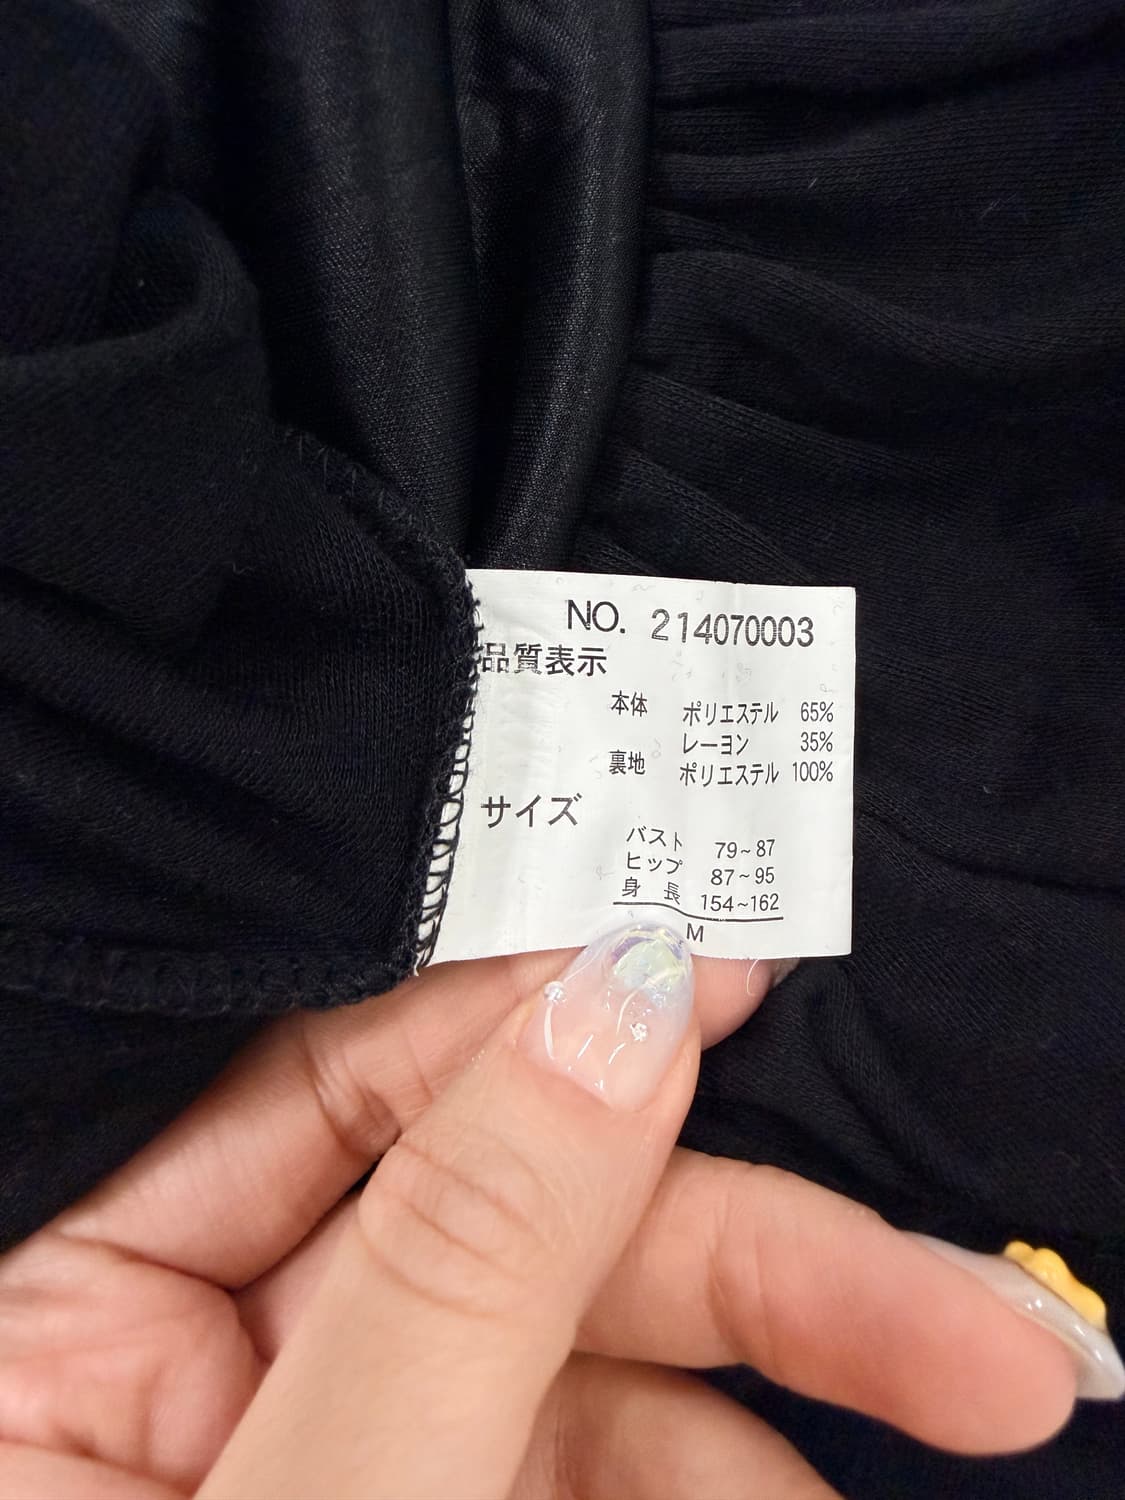 NO. 214070003
品質表示
本体 ポリエステル 65%
レーヨン 35%
裏地 ポリエステル 100%
サイズ
バスト 79~87
ヒップ 87~95
身長 154~162
M